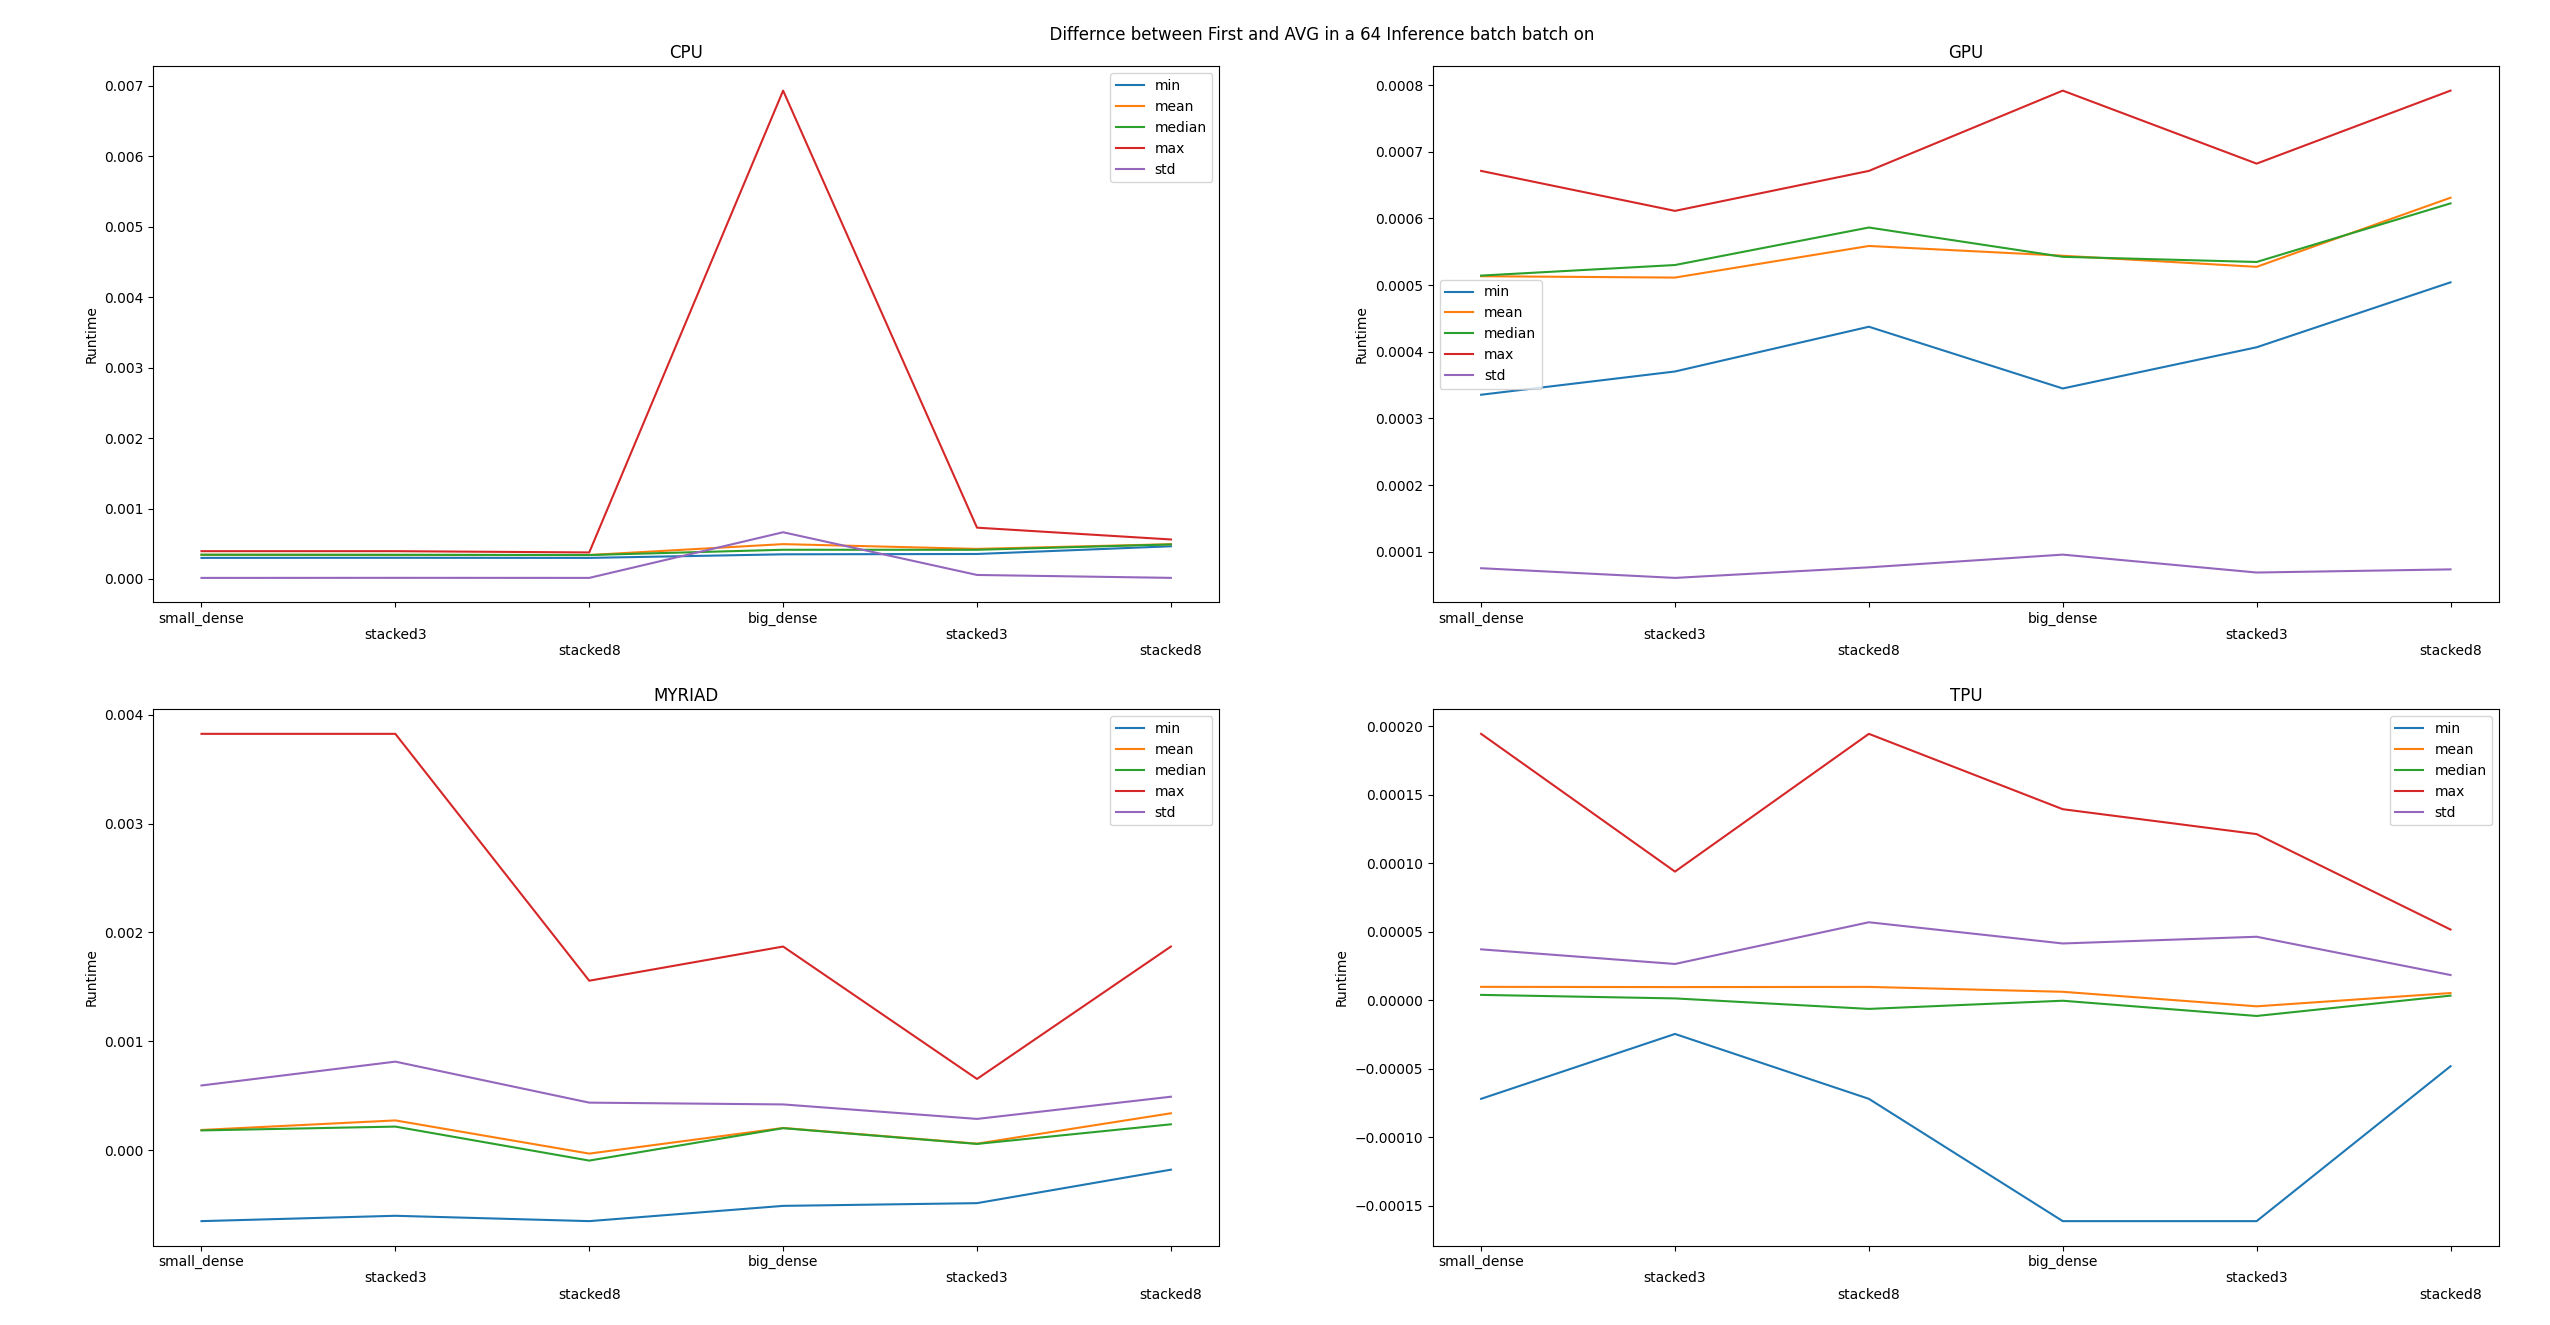 Differnce between First and AVG in a 64 Inference batch batch on
CPU
0.007
0.006
0.005
0.004
0.003
0.002
0.001
0.000
Runtime
min
mean
median
max
std
small_dense
stacked3
stacked8
big_dense
stacked3
stacked8
GPU
0.0008
0.0007
0.0006
0.0005
0.0004
0.0003
0.0002
0.0001
Runtime
min
mean
median
max
std
small_dense
stacked3
stacked8
big_dense
stacked3
stacked8
MYRIAD
0.004
0.003
0.002
0.001
0.000
Runtime
min
mean
median
max
std
small_dense
stacked3
stacked8
big_dense
stacked3
stacked8
TPU
0.00020
0.00015
0.00010
0.00005
0.00000
−0.00005
−0.00010
−0.00015
Runtime
min
mean
median
max
std
small_dense
stacked3
stacked8
big_dense
stacked3
stacked8